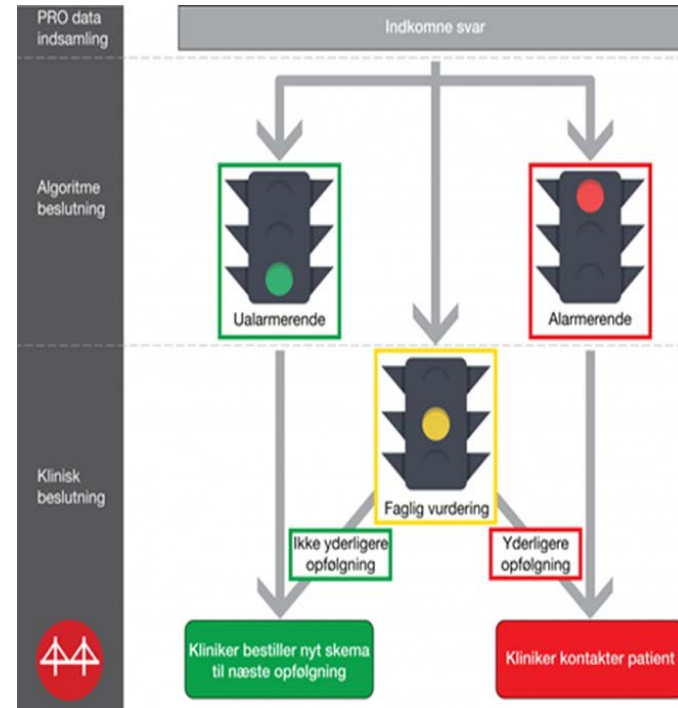 PRO data
indsamling
Indkomne svar
Algoritme
beslutning
Ualarmerende
Alarmerende
Klinisk
beslutning
Faglig vurdering
Ikke yderligere
opfølgning
Yderligere
opfølgning
Kliniker bestiller nyt skema
til næste opfølgning
Kliniker kontakter patient